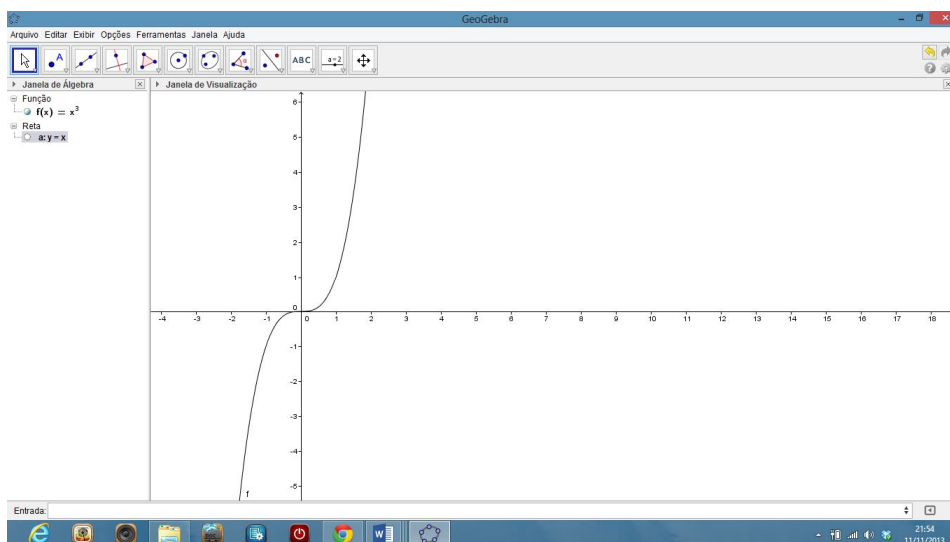 GeoGebra
Arquivo Editar Exibir Opções Ferramentas Janela Ajuda
A
α
ABC
a=2
Janela de Álgebra
Janela de Visualização
Função
f(x) = x³
Reta
a: y = x
6
5
4
3
2
1
0
-4 -3 -2 -1 0 1 2 3 4 5 6 7 8 9 10 11 12 13 14 15 16 17 18
-1
-2
-3
-4
-5
f
Entrada:
W
21:54
11/11/2013